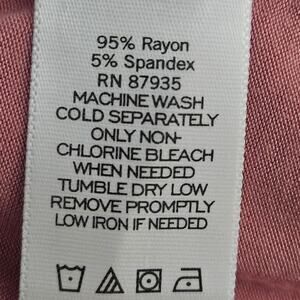 95% Rayon
5% Spandex
RN 87935
MACHINE WASH
COLD SEPARATELY
ONLY NON-
CHLORINE BLEACH
WHEN NEEDED
TUMBLE DRY LOW
REMOVE PROMPTLY
LOW IRON IF NEEDED